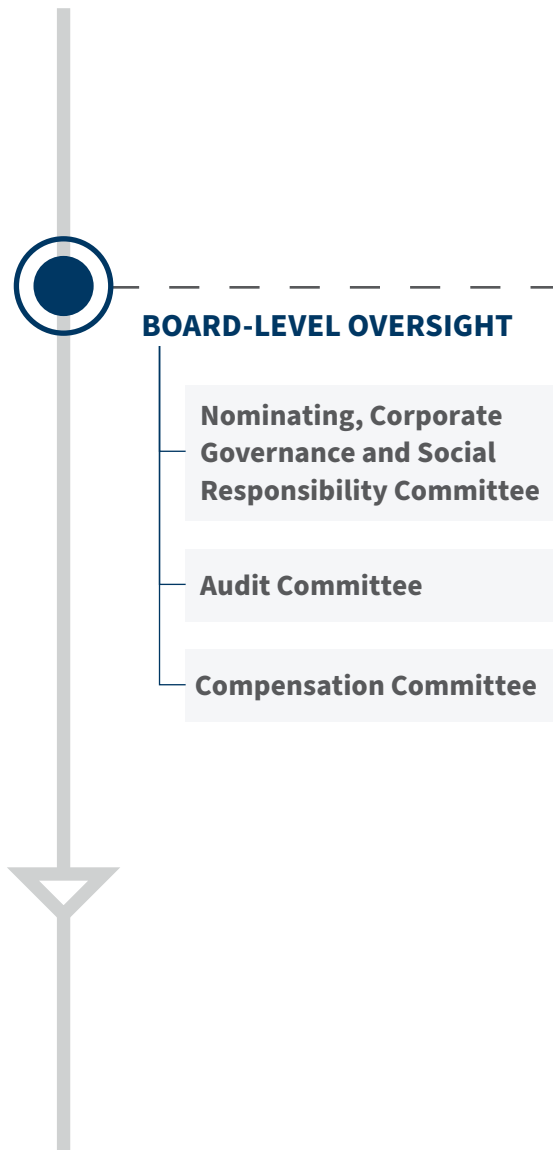 BOARD-LEVEL OVERSIGHT
Nominating, Corporate
Governance and Social
Responsibility Committee
Audit Committee
Compensation Committee